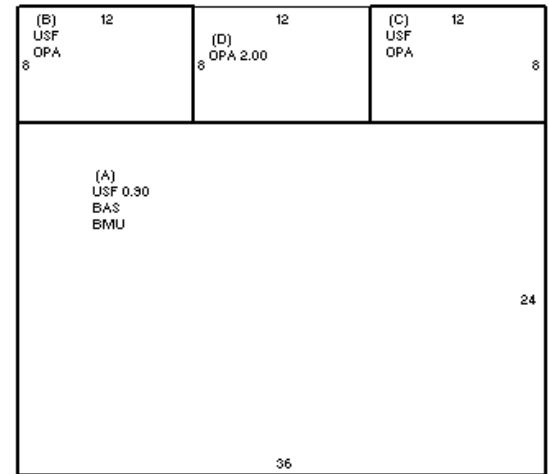 (B) 12
USF
OPA
8
12
(D)
8 OPA 2.00
(C) 12
USF
OPA
8
(A)
USF 0.90
BAS
BMU
24
36